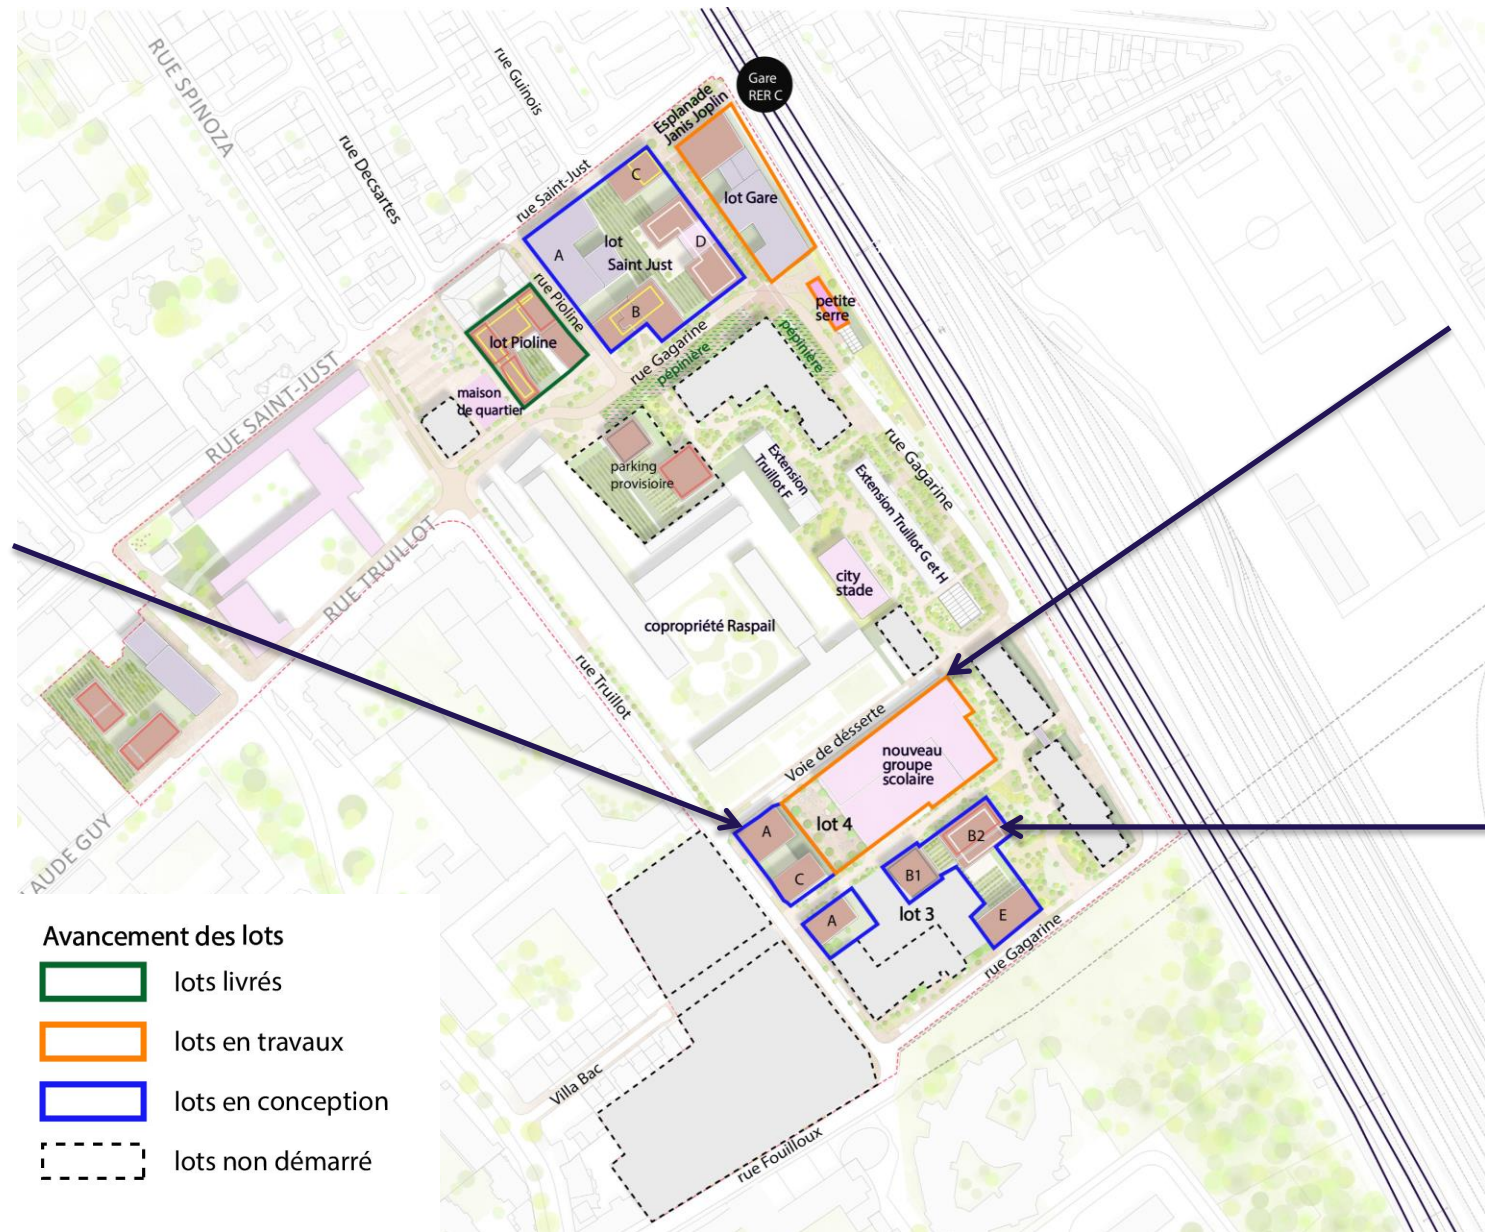 Gare
RER C
RUE SPINOZA
rue Guinois
rue Decsartes
Esplanade
Janis Joplin
rue Saint-Just
lot Gare
C
A
lot
Saint Just
D
B
rue Pioline
lot Pioline
petite
serre
rue Gagarine
pépinière
pépinière
maison
de quartier
RUE SAINT-JUST
parking
provisioire
Extension
Truillot F
Extension Truillot G et H
rue Gagarine
RUE TRUILLOT
city
stade
copropriété Raspail
rue Truillot
Voie de désserte
nouveau
groupe
scolaire
lot 4
A
C
B2
B1
A
lot 3
E
rue Gagarine
AUDE GUY
Villa Bac
rue Fouilloux
Avancement des lots
lots livrés
lots en travaux
lots en conception
lots non démarré